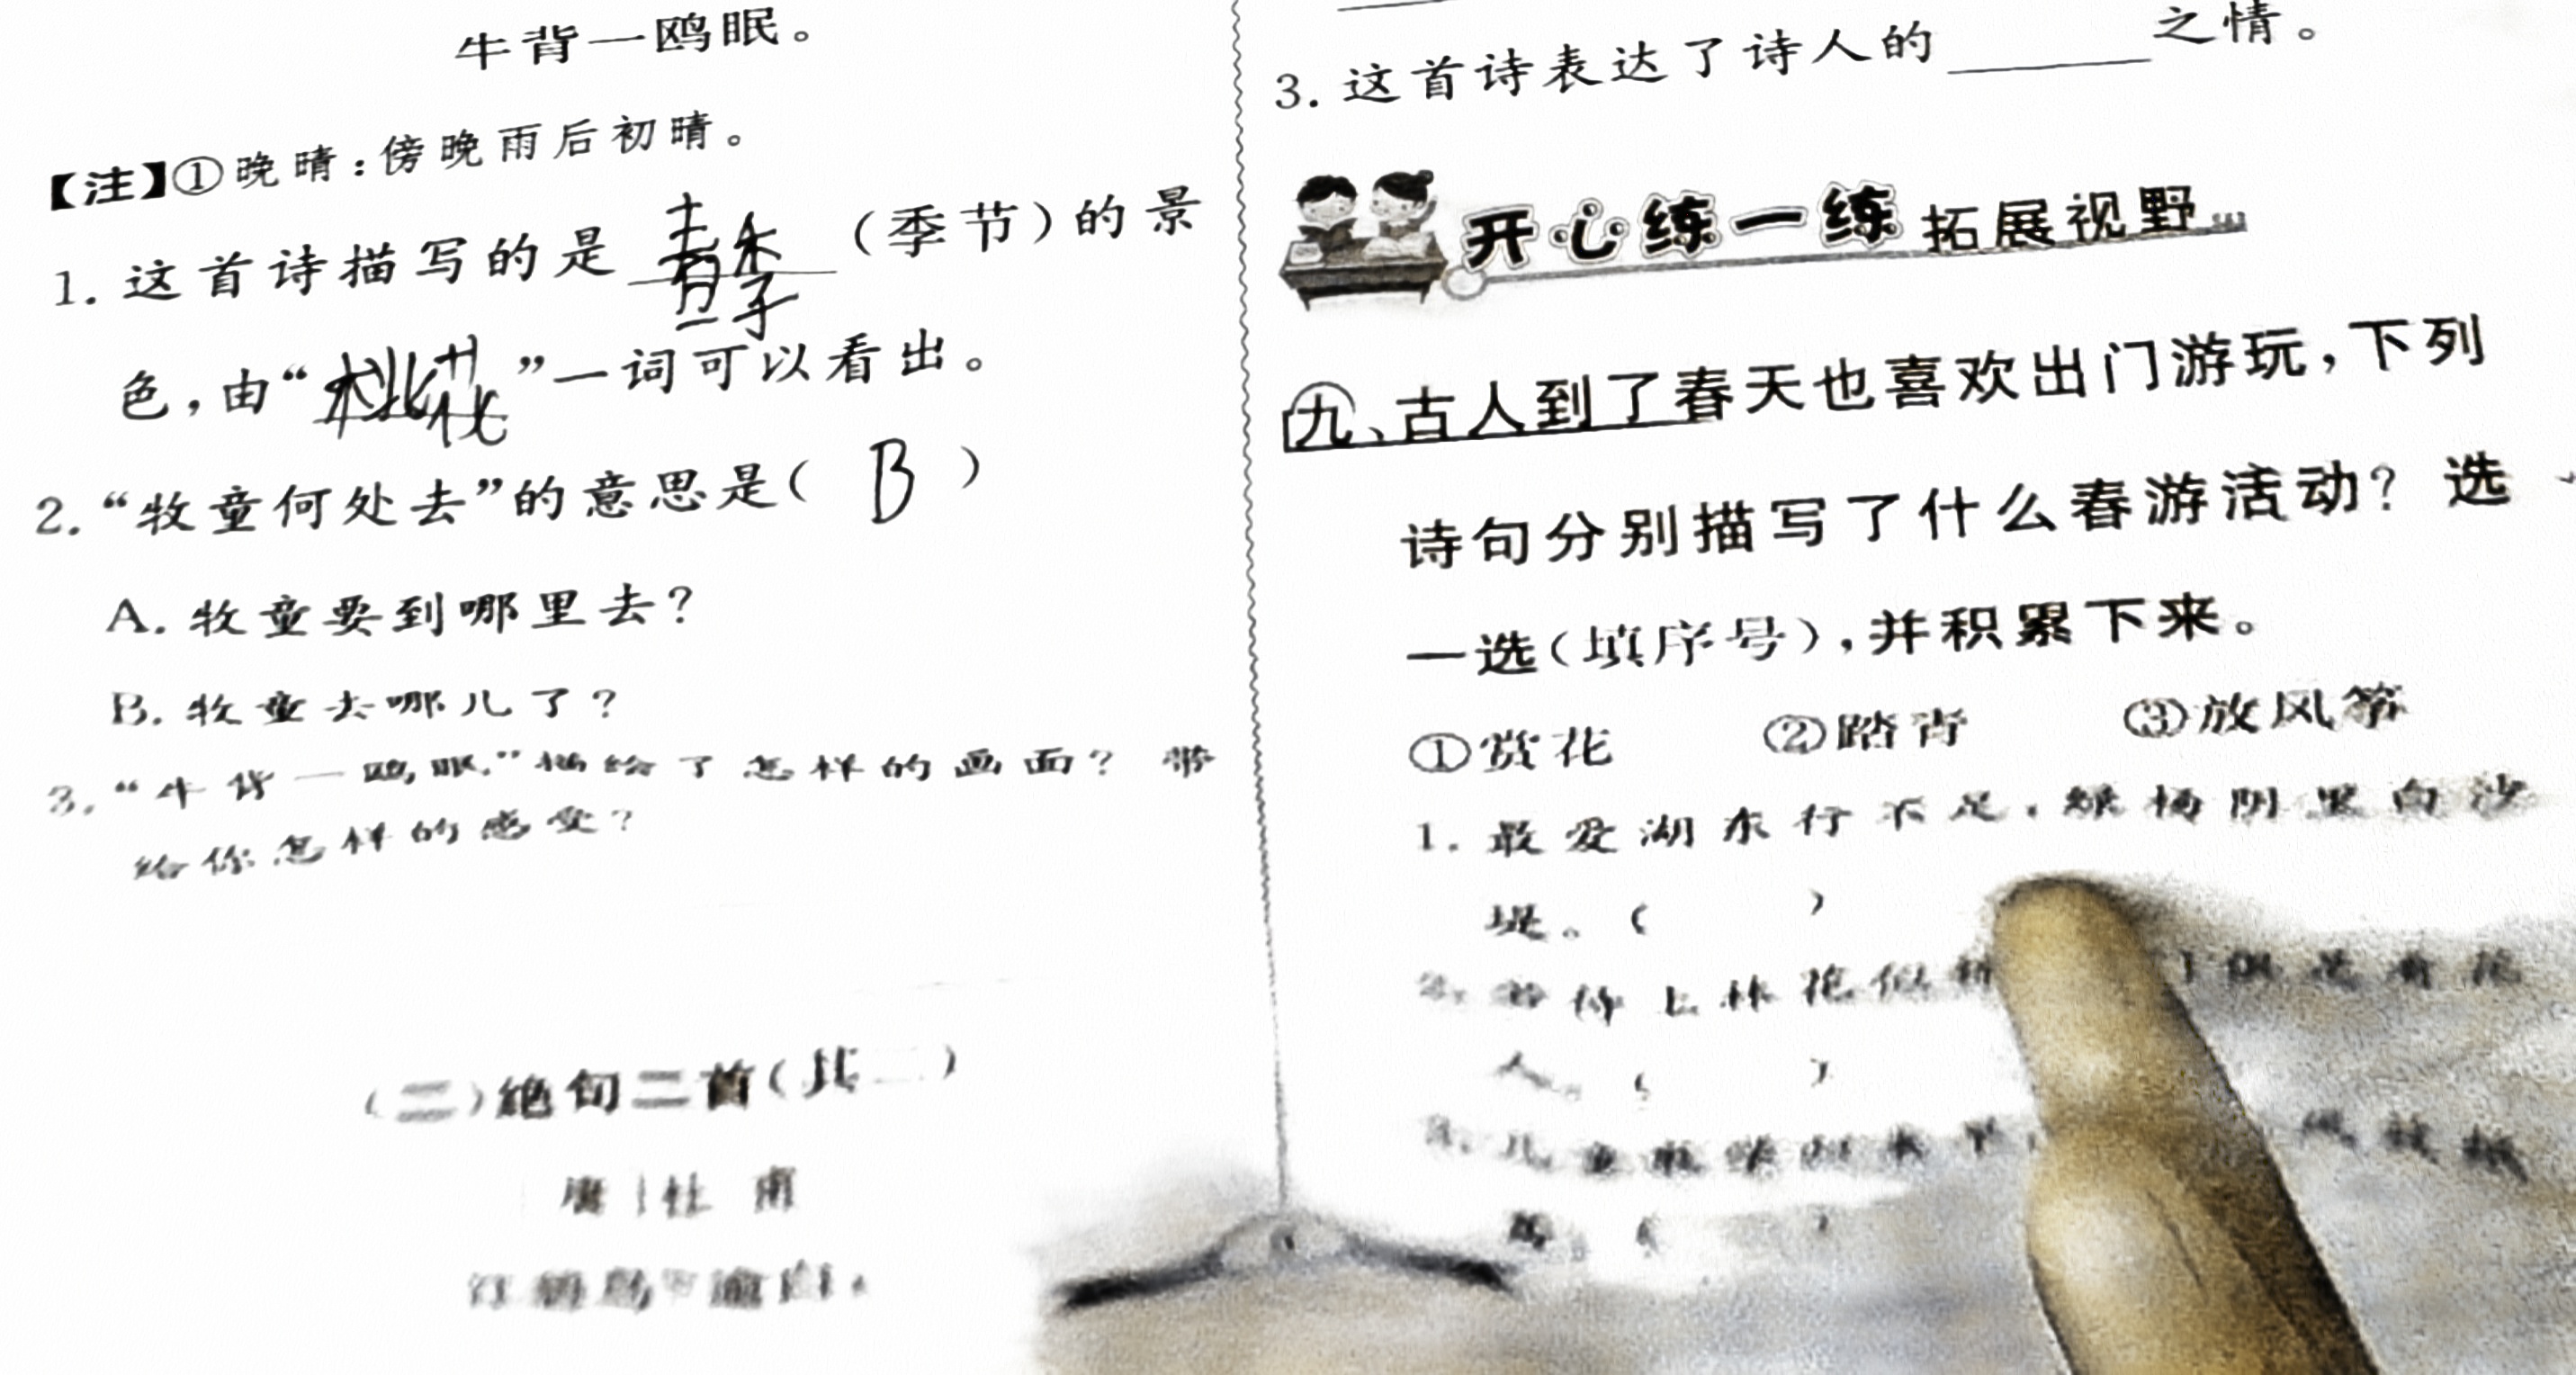 牛背一鸥眠。
【注】①晚晴：傍晚雨后初晴。
1. 这首诗描写的是春季（季节）的景
色，由“桃花”一词可以看出。
2. “牧童何处去”的意思是（ B ）
A. 牧童要到哪里去？
B. 牧童去哪儿了？
3. “牛背一鸥眠”描绘了怎样的画面？带
给你怎样的感受？
（二）绝句二首（其二）
唐｜杜 甫
江碧鸟逾白，
3. 这首诗表达了诗人的______之情。
开心练一练 拓展视野
九、古人到了春天也喜欢出门游玩，下列
诗句分别描写了什么春游活动？选
一选（填序号），并积累下来。
①赏花 ②踏青 ③放风筝
1. 最爱湖东行不足，绿杨阴里白沙
堤。（ ）
2. 若待上林花似 是看花
人。（ ）
3. 儿童散学归来早， 风放纸
鸢。（ ）